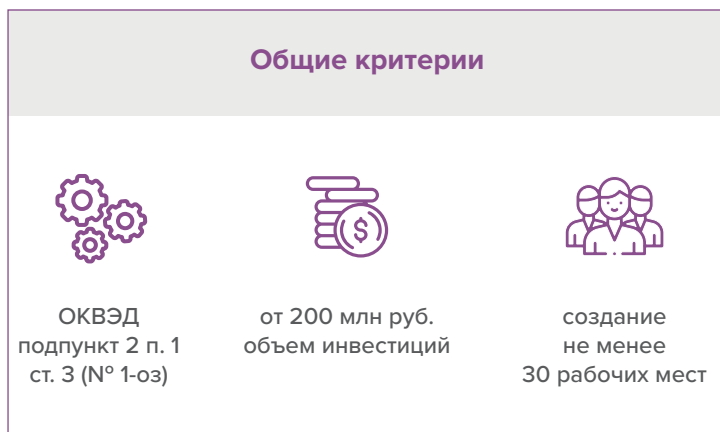 Общие критерии
ОКВЭД
подпункт 2 п. 1
ст. 3 (№ 1-оз)
от 200 млн руб.
объем инвестиций
создание
не менее
30 рабочих мест